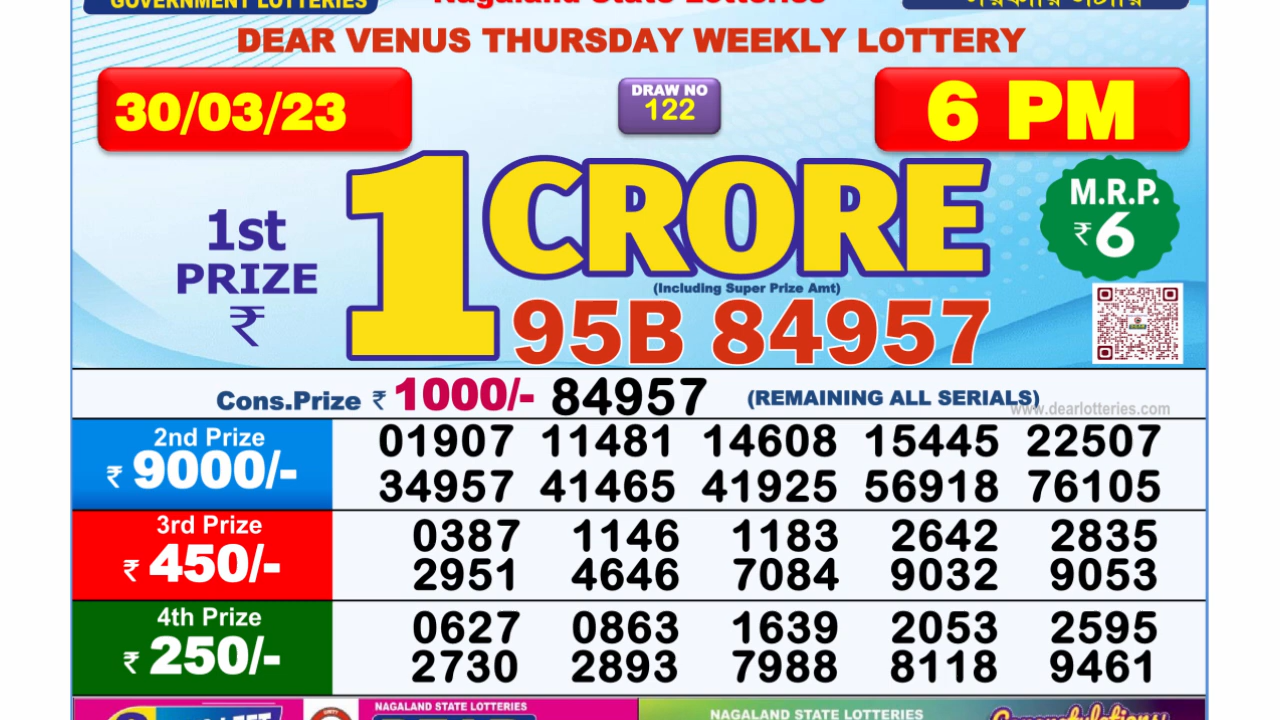 GOVERNMENT LOTTERIES
Nagaland State Lotteries
DEAR VENUS THURSDAY WEEKLY LOTTERY
30/03/23
DRAW NO
122
6 PM
1st
PRIZE
₹
1 CRORE
(Including Super Prize Amt)
M.R.P.
₹ 6
95B 84957
Cons.Prize ₹ 1000/- 84957 (REMAINING ALL SERIALS)
www.dearlotteries.com
2nd Prize
₹ 9000/-
01907 11481 14608 15445 22507
34957 41465 41925 56918 76105
3rd Prize
₹ 450/-
0387 1146 1183 2642 2835
2951 4646 7084 9032 9053
4th Prize
₹ 250/-
0627 0863 1639 2053 2595
2730 2893 7988 8118 9461
NAGALAND STATE LOTTERIES
DEAR
NAGALAND STATE LOTTERIES
Congratulations